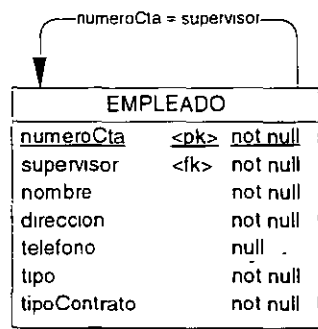 numeroCta = supervisor
EMPLEADO
numeroCta <pk> not null
supervisor <fk> not null
nombre not null
direccion not null
telefono null
tipo not null
tipoContrato not null